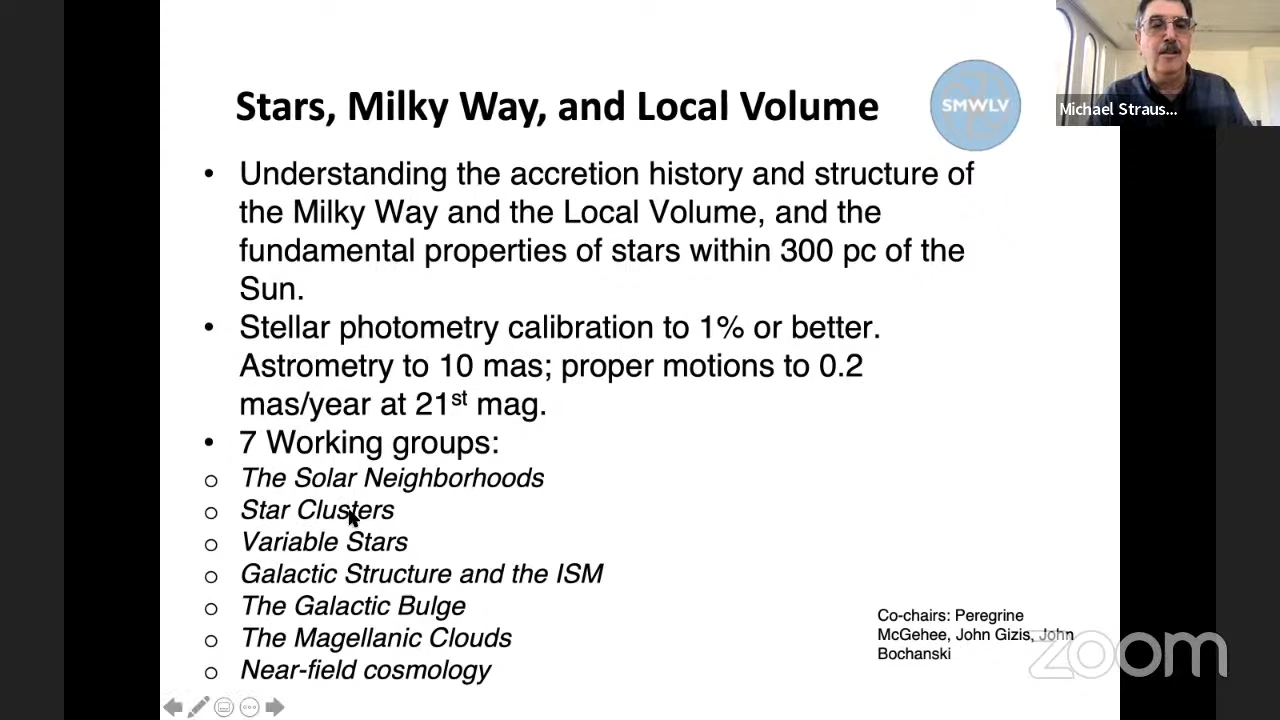 Stars, Milky Way, and Local Volume
SMWLV
Michael Straus...
• Understanding the accretion history and structure of
the Milky Way and the Local Volume, and the
fundamental properties of stars within 300 pc of the
Sun.
• Stellar photometry calibration to 1% or better.
Astrometry to 10 mas; proper motions to 0.2
mas/year at 21st mag.
• 7 Working groups:
o The Solar Neighborhoods
o Star Clusters
o Variable Stars
o Galactic Structure and the ISM
o The Galactic Bulge
o The Magellanic Clouds
o Near-field cosmology
Co-chairs: Peregrine
McGehee, John Gizis, John
Bochanski
zoom